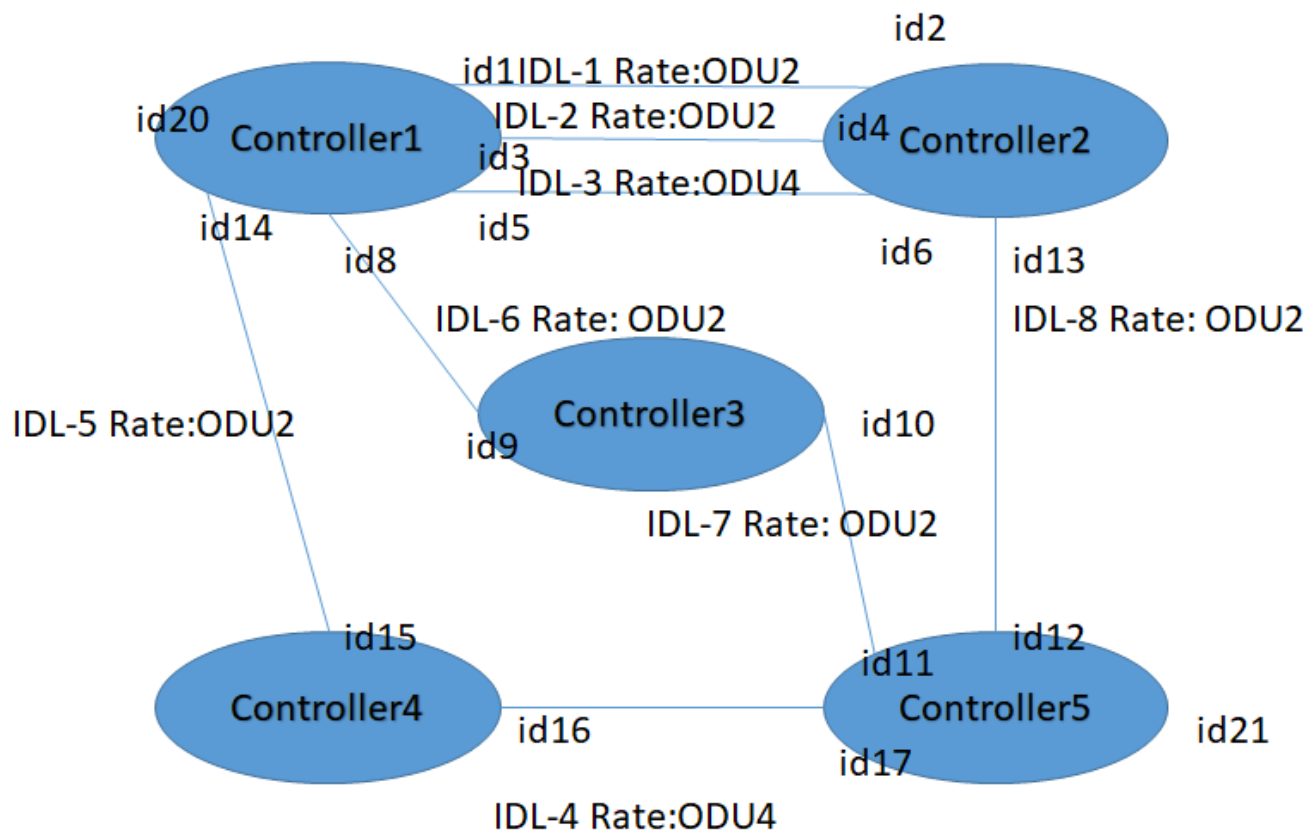 id2
id1IDL-1 Rate:ODU2
id20
Controller1
IDL-2 Rate:ODU2
id4
Controller2
id3
IDL-3 Rate:ODU4
id14
id5
id8
id6
id13
IDL-6 Rate: ODU2
IDL-8 Rate: ODU2
IDL-5 Rate:ODU2
Controller3
id10
id9
IDL-7 Rate: ODU2
id15
id12
id11
Controller4
Controller5
id16
id21
id17
IDL-4 Rate:ODU4